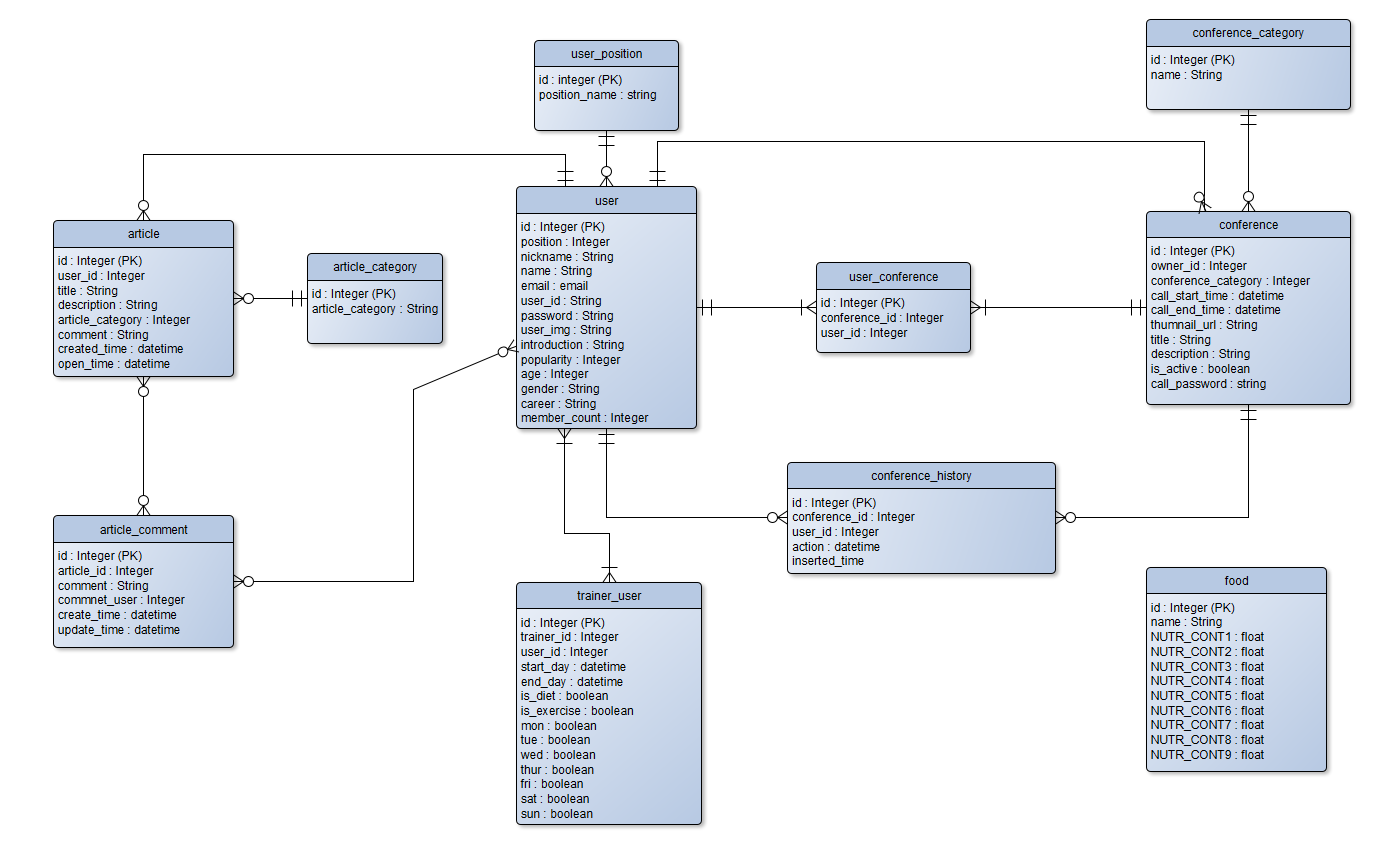 user_position
id : integer (PK)
position_name : string
conference_category
id : Integer (PK)
name : String
article
id : Integer (PK)
user_id : Integer
title : String
description : String
article_category : Integer
comment : String
created_time : datetime
open_time : datetime
article_category
id : Integer (PK)
article_category : String
user
id : Integer (PK)
position : Integer
nickname : String
name : String
email : email
user_id : String
password : String
user_img : String
introduction : String
popularity : Integer
age : Integer
gender : String
career : String
member_count : Integer
user_conference
id : Integer (PK)
conference_id : Integer
user_id : Integer
conference
id : Integer (PK)
owner_id : Integer
conference_category : Integer
call_start_time : datetime
call_end_time : datetime
thumnail_url : String
title : String
description : String
is_active : boolean
call_password : string
conference_history
id : Integer (PK)
conference_id : Integer
user_id : Integer
action : datetime
inserted_time
article_comment
id : Integer (PK)
article_id : Integer
comment : String
commnet_user : Integer
create_time : datetime
update_time : datetime
trainer_user
id : Integer (PK)
trainer_id : Integer
user_id : Integer
start_day : datetime
end_day : datetime
is_diet : boolean
is_exercise : boolean
mon : boolean
tue : boolean
wed : boolean
thur : boolean
fri : boolean
sat : boolean
sun : boolean
food
id : Integer (PK)
name : String
NUTR_CONT1 : float
NUTR_CONT2 : float
NUTR_CONT3 : float
NUTR_CONT4 : float
NUTR_CONT5 : float
NUTR_CONT6 : float
NUTR_CONT7 : float
NUTR_CONT8 : float
NUTR_CONT9 : float